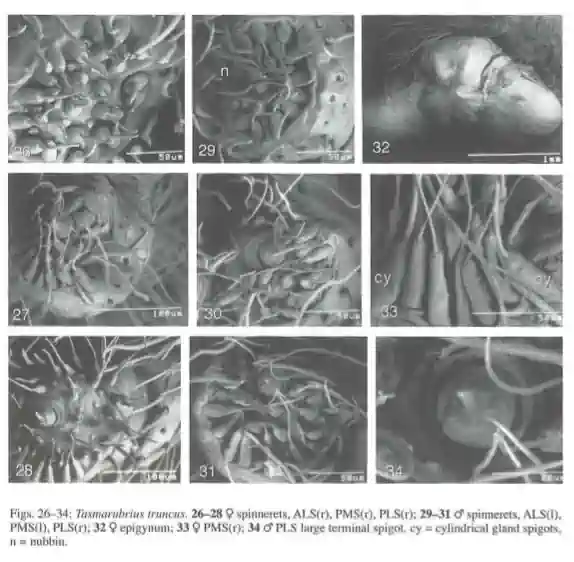 n
26
50um
29
50um
32
1mm
27
100um
30
50um
cy
cy
33
50um
28
100um
31
50um
34
Figs. 26–34: Tasmarubrius truncus. 26–28 ♀ spinnerets, ALS(r), PMS(r), PLS(r); 29–31 ♂ spinnerets, ALS(l),
PMS(l), PLS(r); 32 ♀ epigynum; 33 ♀ PMS(r); 34 ♂ PLS large terminal spigot. cy = cylindrical gland spigots,
n = nubbin.